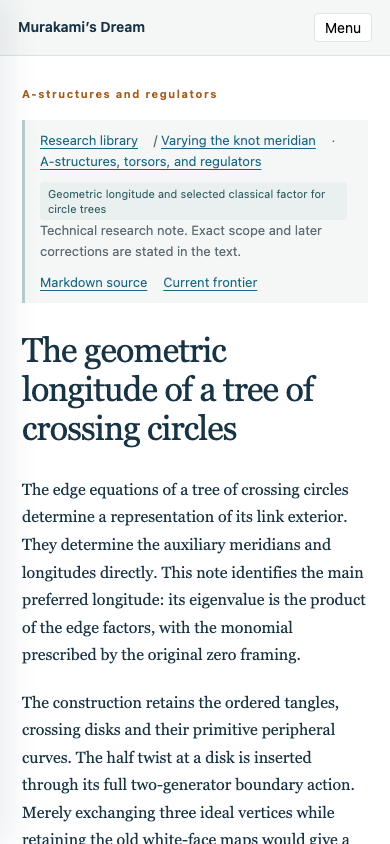 Murakami's Dream
Menu
A-structures and regulators
Research library / Varying the knot meridian ·
A-structures, torsors, and regulators
Geometric longitude and selected classical factor for
circle trees
Technical research note. Exact scope and later
corrections are stated in the text.
Markdown source Current frontier
The geometric
longitude of a tree of
crossing circles
The edge equations of a tree of crossing circles
determine a representation of its link exterior.
They determine the auxiliary meridians and
longitudes directly. This note identifies the main
preferred longitude: its eigenvalue is the product
of the edge factors, with the monomial
prescribed by the original zero framing.
The construction retains the ordered tangles,
crossing disks and their primitive peripheral
curves. The half twist at a disk is inserted
through its full two-generator boundary action.
Merely exchanging three ideal vertices while
retaining the old white-face maps would give a